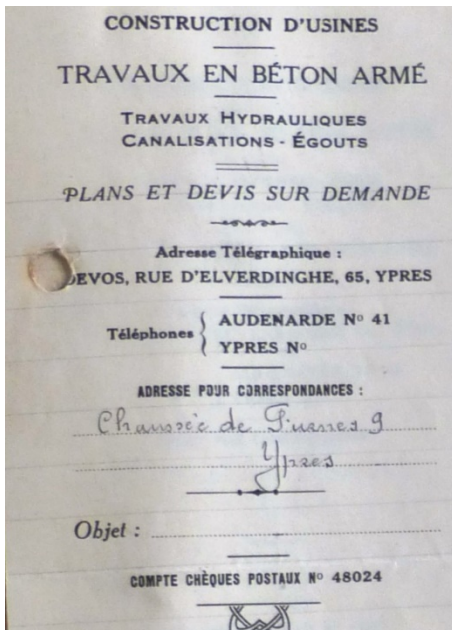 CONSTRUCTION D'USINES
TRAVAUX EN BÉTON ARMÉ
TRAVAUX HYDRAULIQUES
CANALISATIONS - ÉGOUTS
PLANS ET DEVIS SUR DEMANDE
Adresse Télégraphique :
DEVOS, RUE D'ELVERDINGHE, 65, YPRES
Téléphones { AUDENARDE Nº 41
YPRES Nº
ADRESSE POUR CORRESPONDANCES :
Chaussée de Furnes 9
Ypres
Objet :
COMPTE CHÈQUES POSTAUX Nº 48024